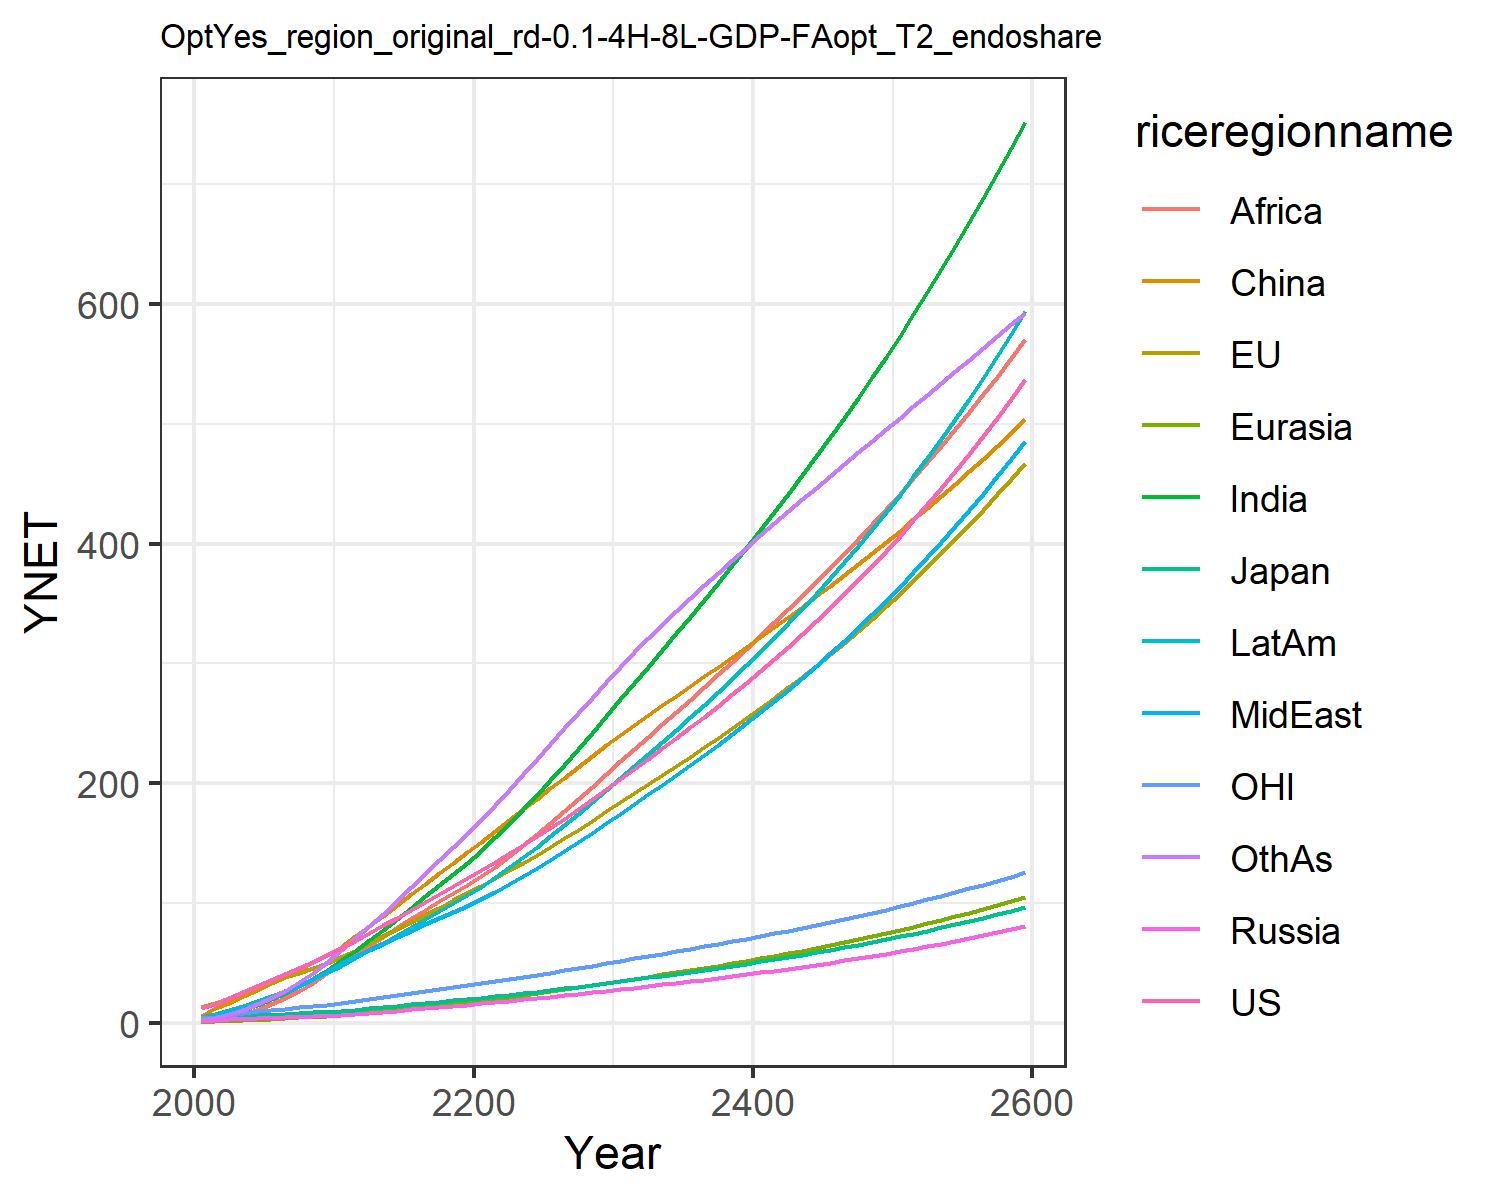 OptYes_region_original_rd-0.1-4H-8L-GDP-FAopt_T2_endoshare
YNET
600
400
200
0
2000 2200 2400 2600
Year
riceregionname
Africa
China
EU
Eurasia
India
Japan
LatAm
MidEast
OHI
OthAs
Russia
US